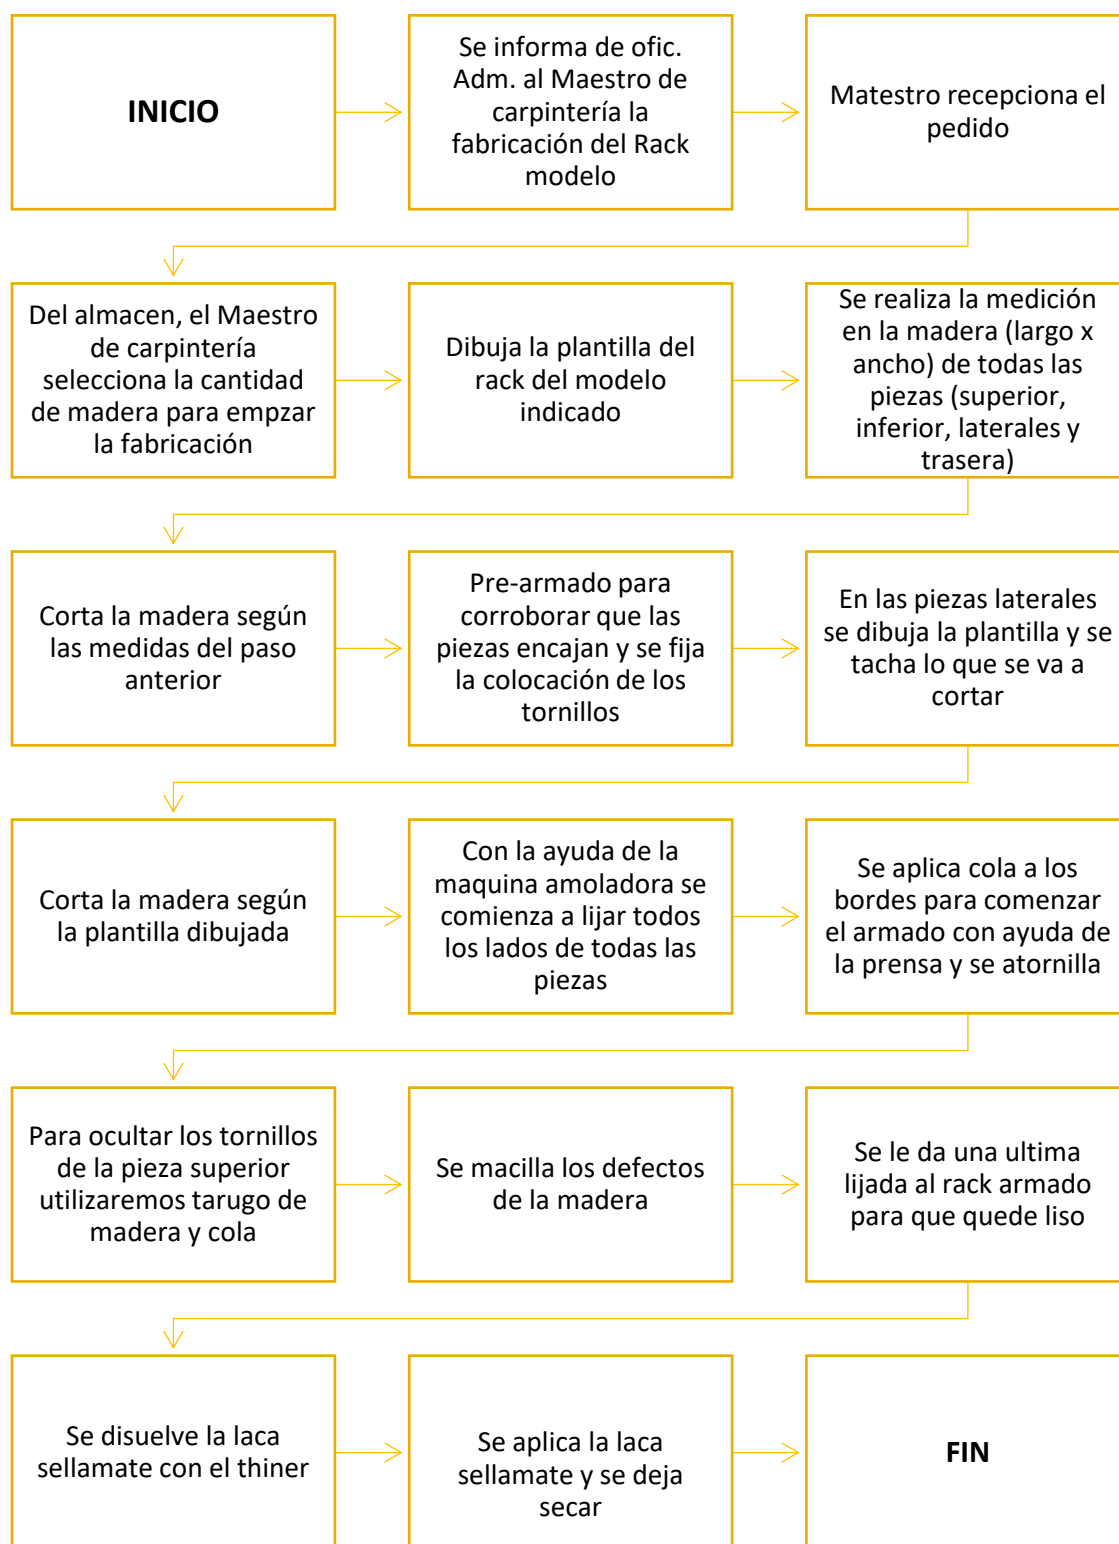 INICIO
Se informa de ofic.
Adm. al Maestro de
carpintería la
fabricación del Rack
modelo
Matestro recepciona el
pedido
Del almacen, el Maestro
de carpintería
selecciona la cantidad
de madera para empzar
la fabricación
Dibuja la plantilla del
rack del modelo
indicado
Se realiza la medición
en la madera (largo x
ancho) de todas las
piezas (superior,
inferior, laterales y
trasera)
Corta la madera según
las medidas del paso
anterior
Pre-armado para
corroborar que las
piezas encajan y se fija
la colocación de los
tornillos
En las piezas laterales
se dibuja la plantilla y se
tacha lo que se va a
cortar
Corta la madera según
la plantilla dibujada
Con la ayuda de la
maquina amoladora se
comienza a lijar todos
los lados de todas las
piezas
Se aplica cola a los
bordes para comenzar
el armado con ayuda de
la prensa y se atornilla
Para ocultar los tornillos
de la pieza superior
utilizaremos tarugo de
madera y cola
Se macilla los defectos
de la madera
Se le da una ultima
lijada al rack armado
para que quede liso
Se disuelve la laca
sellamate con el thiner
Se aplica la laca
sellamate y se deja
secar
FIN